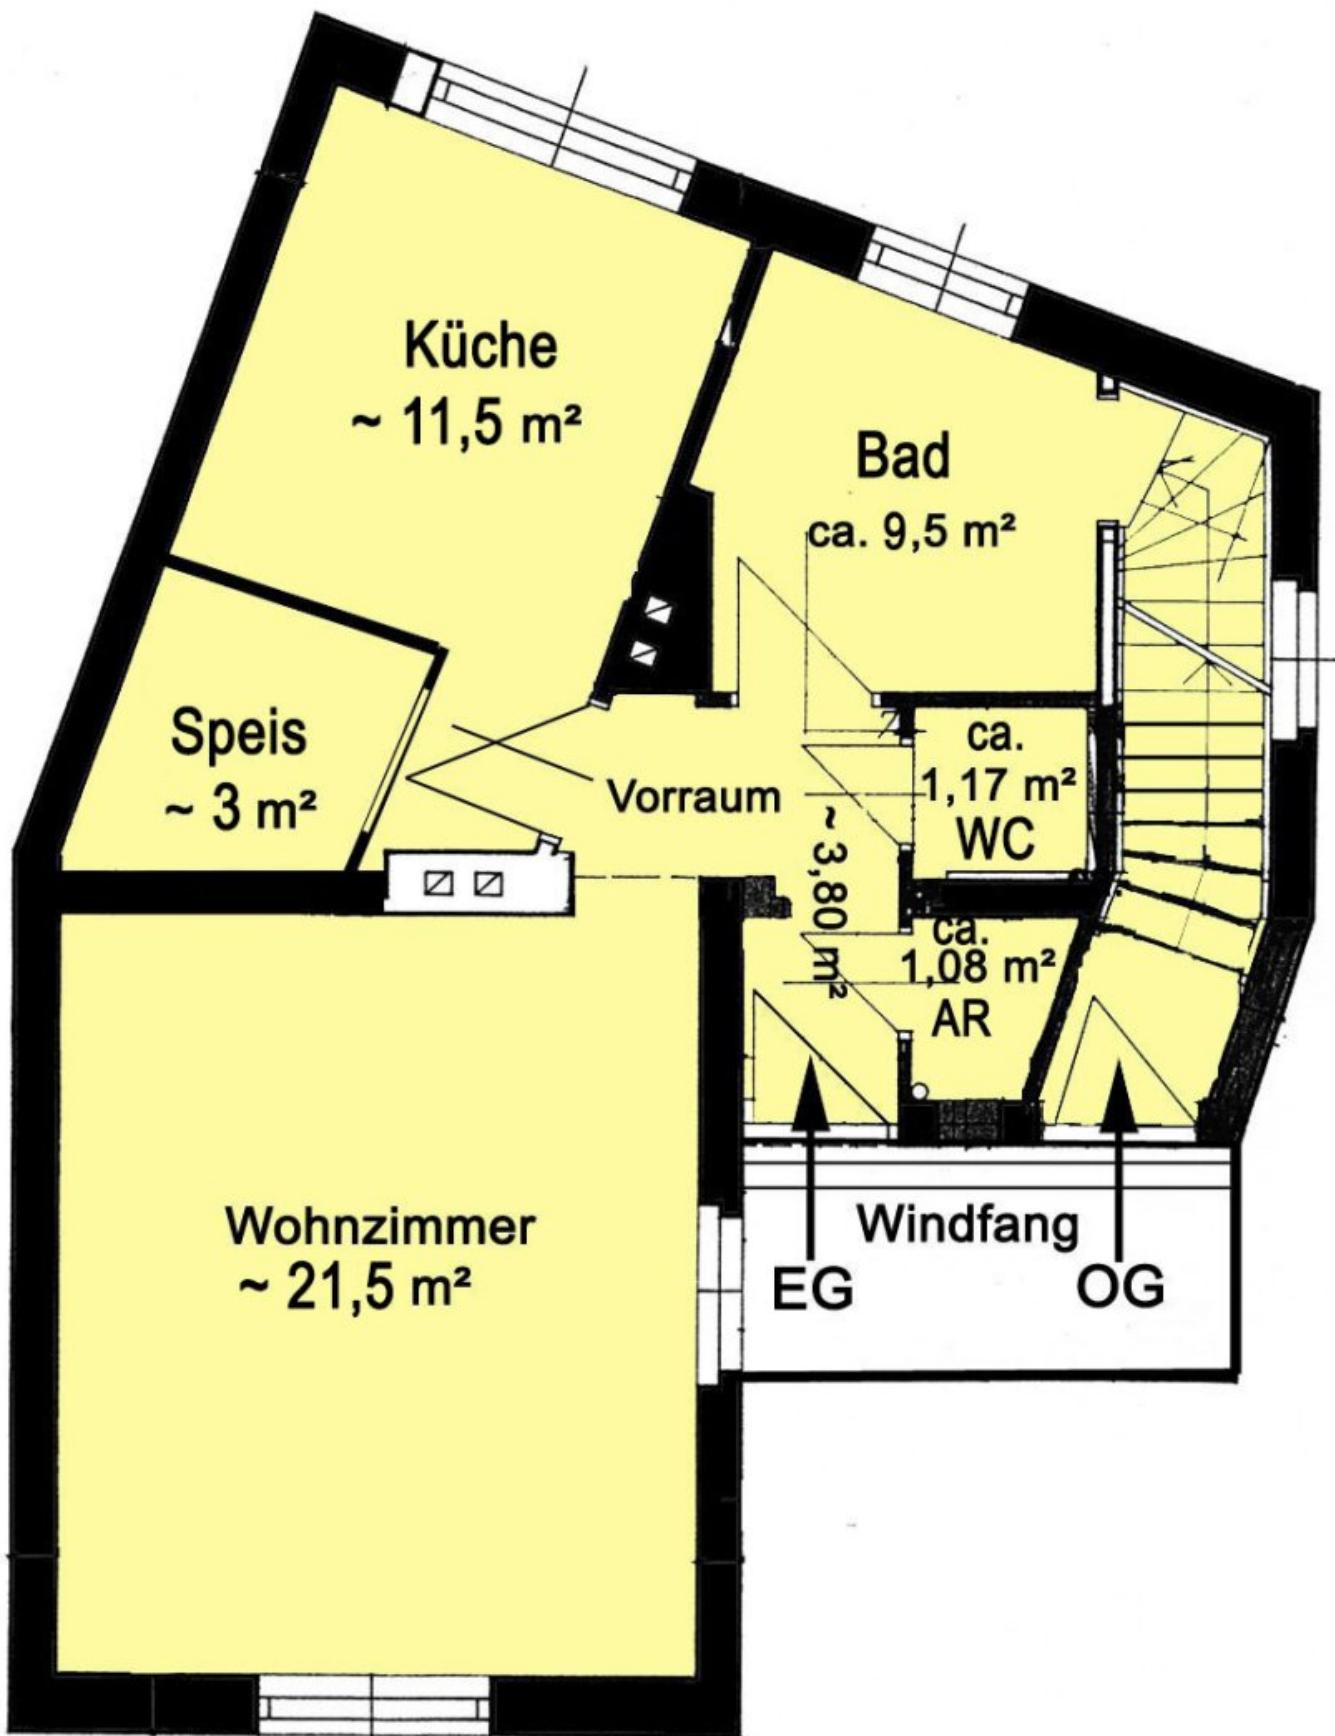 Küche
~ 11,5 m²
Bad
ca. 9,5 m²
Speis
~ 3 m²
Vorraum
~ 3,80 m²
ca.
1,17 m²
WC
ca.
1,08 m²
AR
Wohnzimmer
~ 21,5 m²
Windfang
EG
OG